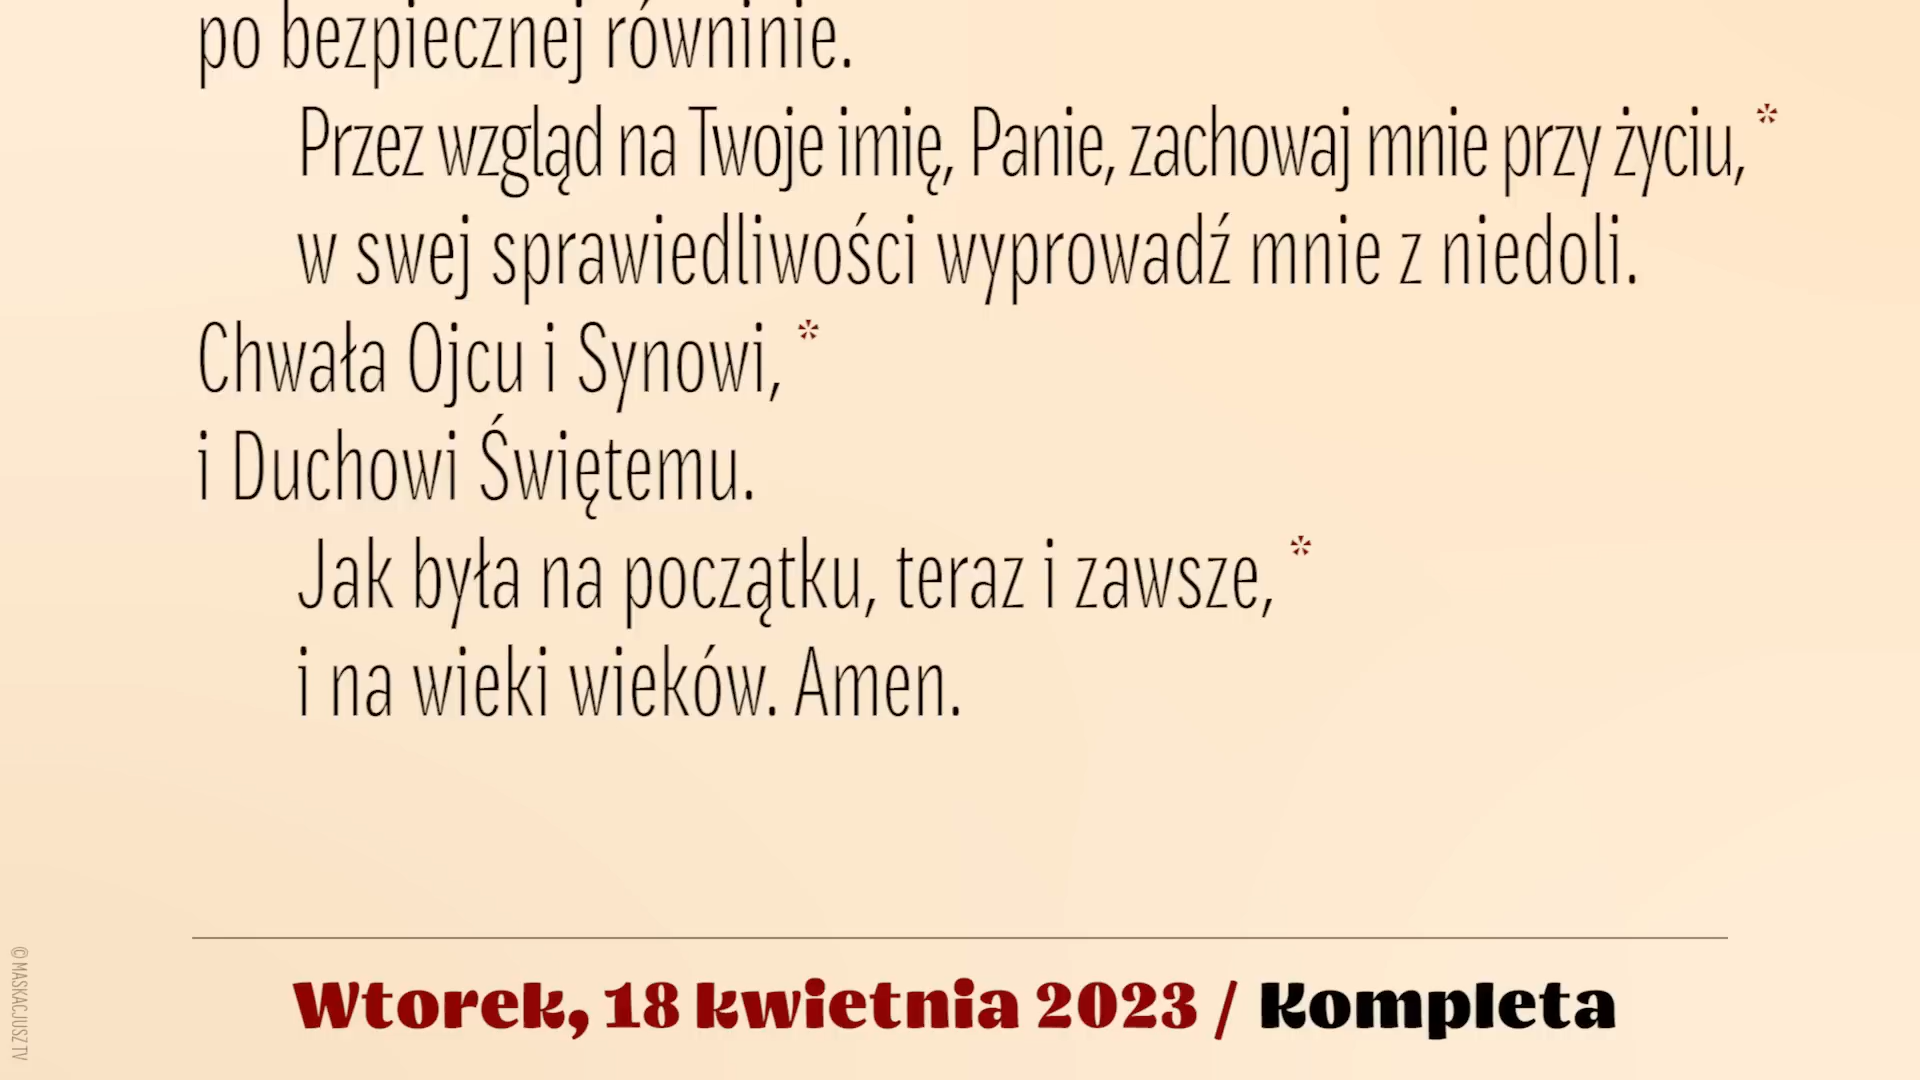 po bezpiecznej równinie.
Przez wzgląd na Twoje imię, Panie, zachowaj mnie przy życiu, *
w swej sprawiedliwości wyprowadź mnie z niedoli.
Chwała Ojcu i Synowi, *
i Duchowi Świętemu.
Jak była na początku, teraz i zawsze, *
i na wieki wieków. Amen.
Wtorek, 18 kwietnia 2023 / Kompleta
© MASKACJUSZ TV